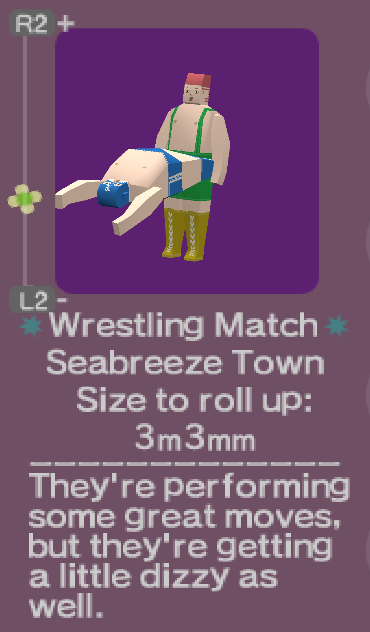 R2 +
L2 -
Wrestling Match
Seabreeze Town
Size to roll up:
3m3mm
They're performing
some great moves,
but they're getting
a little dizzy as
well.